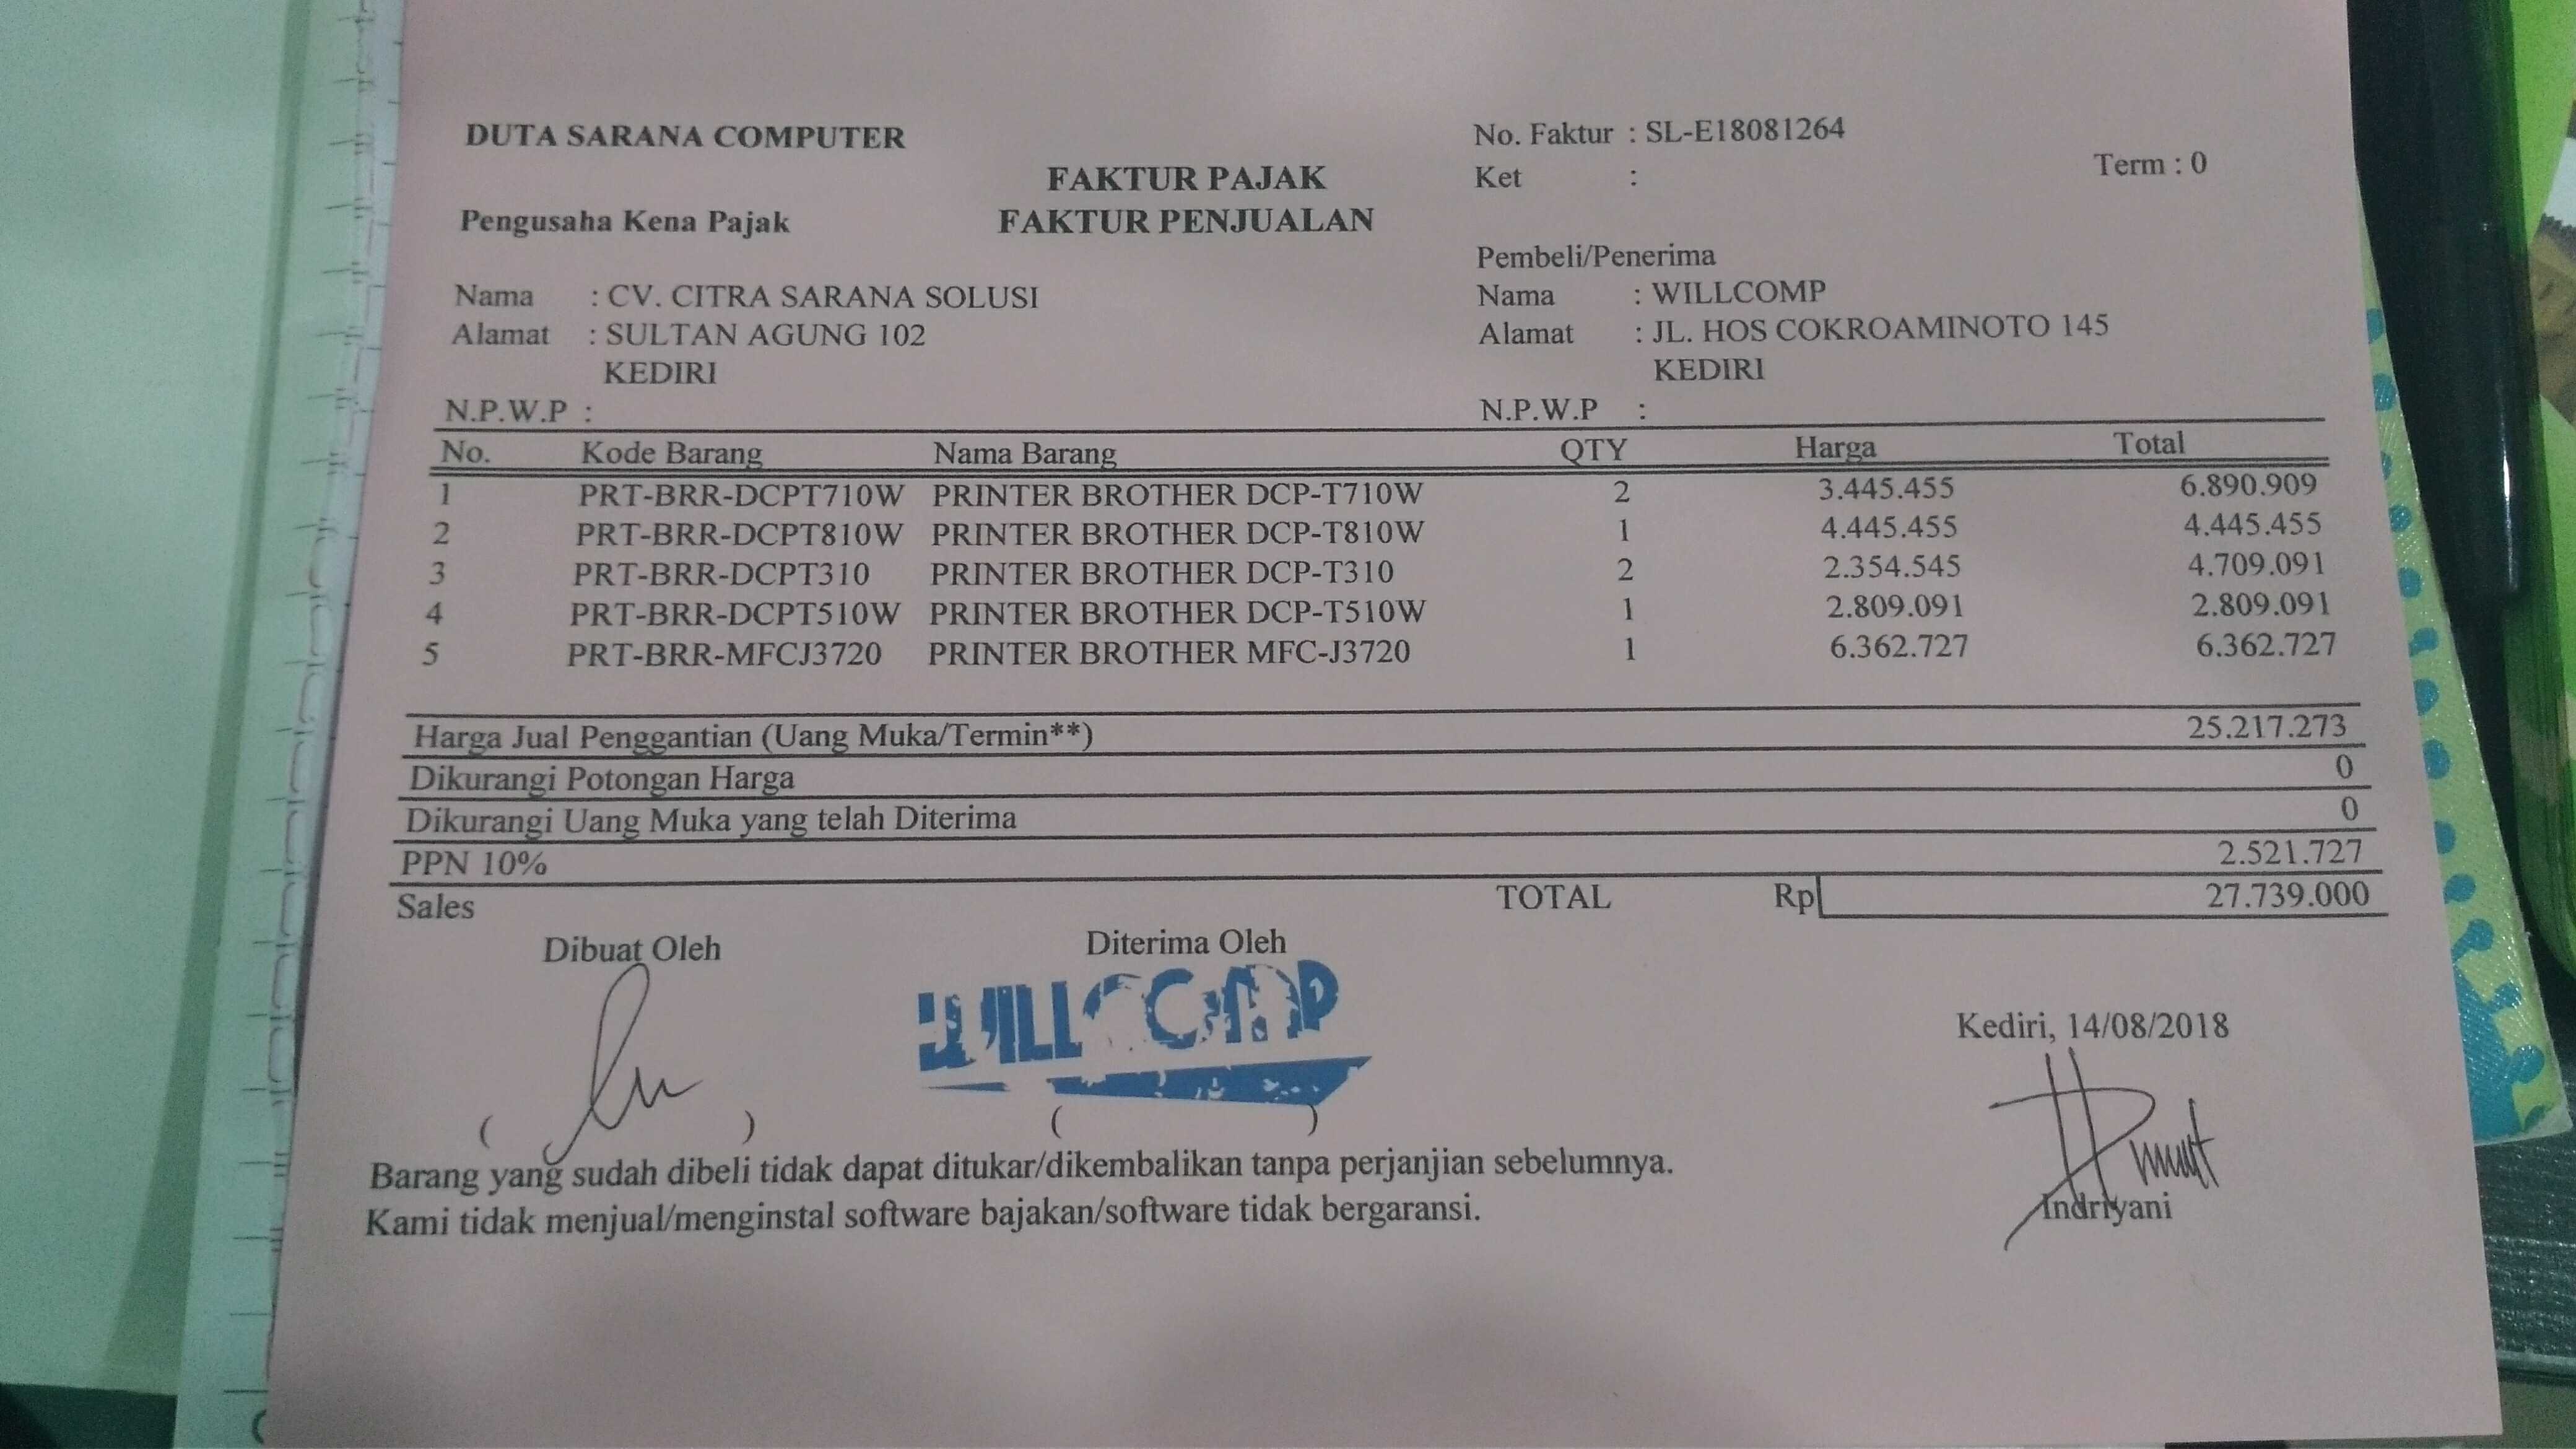 DUTA SARANA COMPUTER
No. Faktur : SL-E18081264
Ket :
Term : 0
FAKTUR PAJAK
Pengusaha Kena Pajak
FAKTUR PENJUALAN
Pembeli/Penerima
Nama : CV. CITRA SARANA SOLUSI
Nama : WILLCOMP
Alamat : SULTAN AGUNG 102
Alamat : JL. HOS COKROAMINOTO 145
KEDIRI
KEDIRI
N.P.W.P :
N.P.W.P :
No. Kode Barang Nama Barang QTY Harga Total
1 PRT-BRR-DCPT710W PRINTER BROTHER DCP-T710W 2 3.445.455 6.890.909
2 PRT-BRR-DCPT810W PRINTER BROTHER DCP-T810W 1 4.445.455 4.445.455
3 PRT-BRR-DCPT310 PRINTER BROTHER DCP-T310 2 2.354.545 4.709.091
4 PRT-BRR-DCPT510W PRINTER BROTHER DCP-T510W 1 2.809.091 2.809.091
5 PRT-BRR-MFCJ3720 PRINTER BROTHER MFC-J3720 1 6.362.727 6.362.727
Harga Jual Penggantian (Uang Muka/Termin**) 25.217.273
Dikurangi Potongan Harga 0
Dikurangi Uang Muka yang telah Diterima 0
PPN 10% 2.521.727
Sales TOTAL Rp 27.739.000
Dibuat Oleh Diterima Oleh
WILLCOMP
Kediri, 14/08/2018
( ) ( )
Barang yang sudah dibeli tidak dapat ditukar/dikembalikan tanpa perjanjian sebelumnya.
Indriyani
Kami tidak menjual/menginstal software bajakan/software tidak bergaransi.